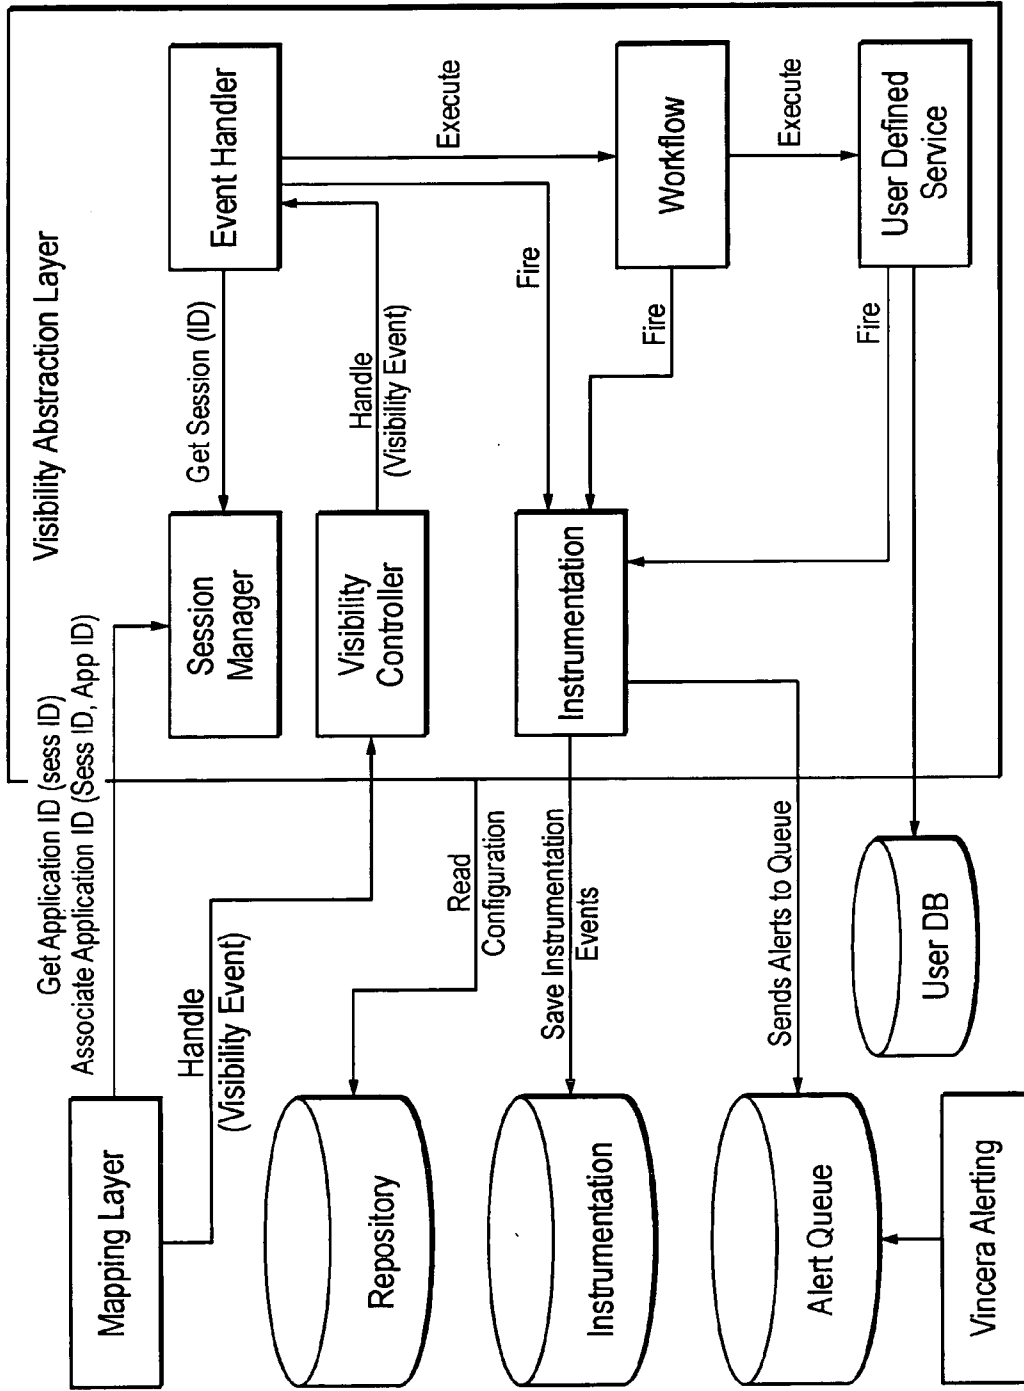 Visibility Abstraction Layer
Get Application ID (sess ID)
Associate Application ID (Sess ID, App ID)
Mapping Layer
Handle
(Visibility Event)
Session
Manager
Get Session (ID)
Event Handler
Visibility
Controller
Handle
(Visibility Event)
Execute
Fire
Repository
Read
Configuration
Instrumentation
Save Instrumentation
Events
Instrumentation
Fire
Workflow
Execute
Alert Queue
Sends Alerts to Queue
Fire
User Defined
Service
User DB
Vincera Alerting